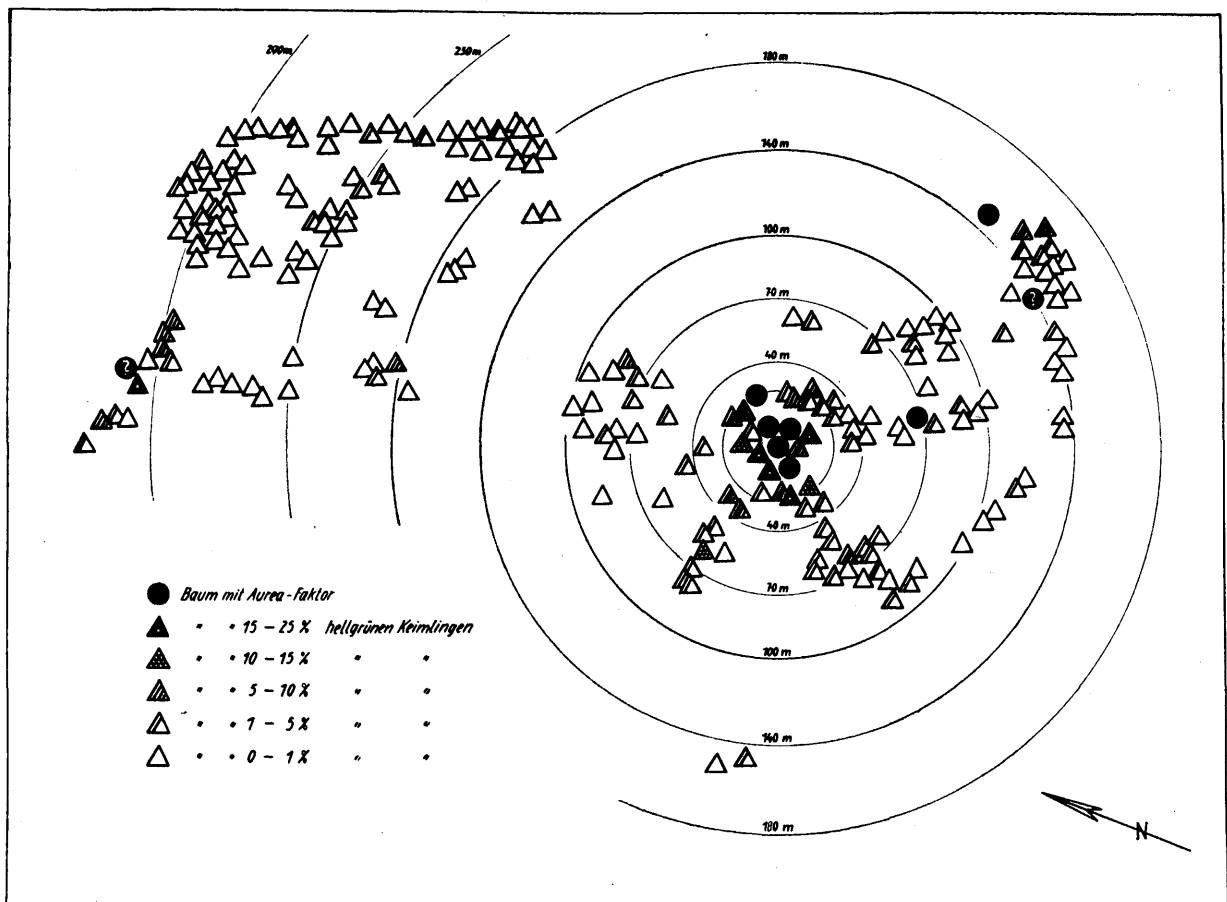 200m
250m
180m
140 m
100 m
70 m
40 m
?
?
40 m
70 m
100 m
140 m
180 m
N
Baum mit Aurea-Faktor
" " 15 - 25 % hellgrünen Keimlingen
" " 10 - 15 % " "
" " 5 - 10 % " "
" " 1 - 5 % " "
" " 0 - 1 % " "